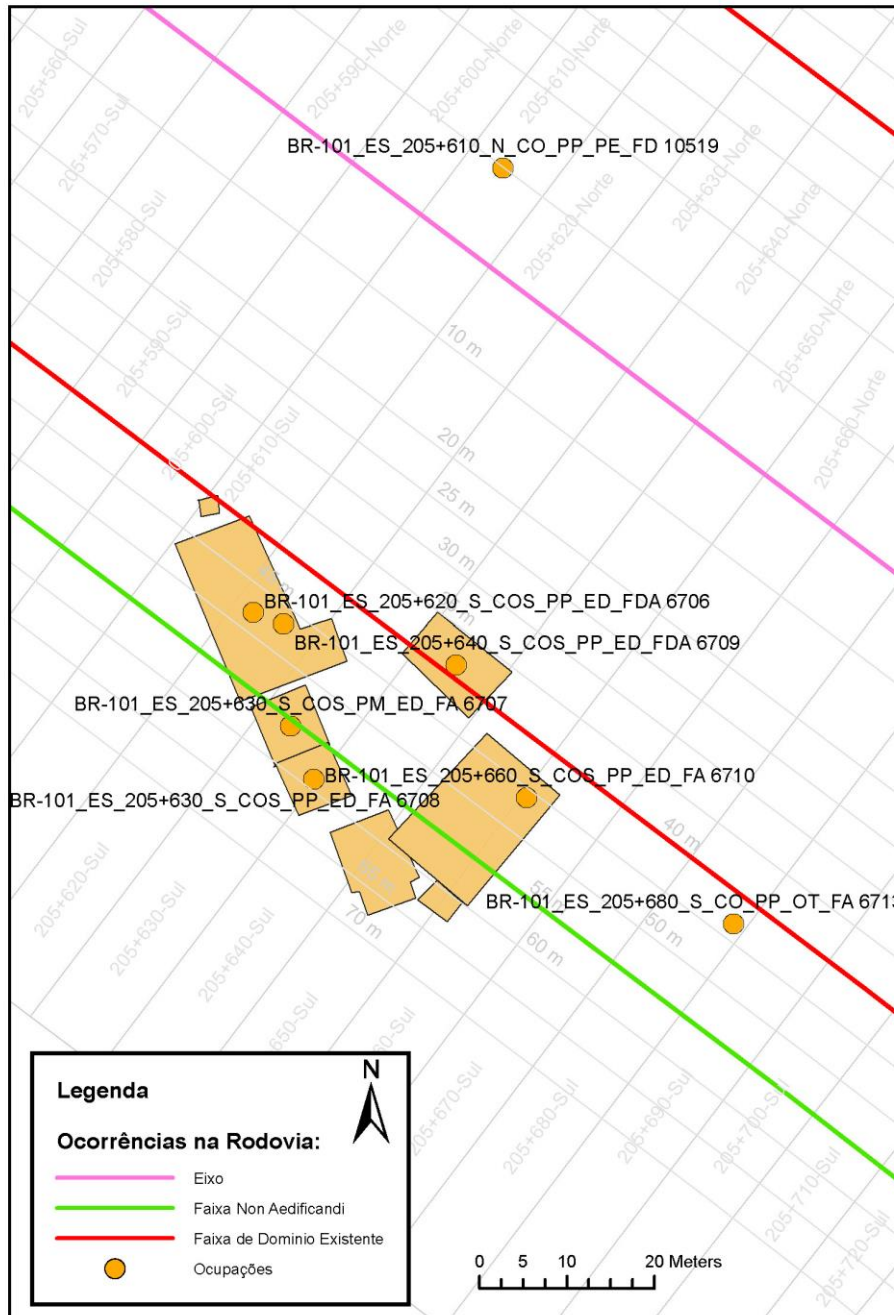 205+560-Sul
205+570-Sul
205+580-Sul
205+590-Sul
205+600-Sul
205+610-Sul
205+590-Norte
205+600-Norte
205+610-Norte
205+620-Norte
205+630-Norte
205+640-Norte
205+650-Norte
205+660-Norte
BR-101_ES_205+610_N_CO_PP_PE_FD 10519
10 m
20 m
25 m
30 m
BR-101_ES_205+620_S_COS_PP_ED_FDA 6706
BR-101_ES_205+640_S_COS_PP_ED_FDA 6709
BR-101_ES_205+630_S_COS_PM_ED_FA 6707
BR-101_ES_205+660_S_COS_PP_ED_FA 6710
BR-101_ES_205+630_S_COS_PP_ED_FA 6708
40 m
BR-101_ES_205+680_S_CO_PP_OT_FA 6713
50 m
55
60 m
70 m
205+620-Sul
205+630-Sul
205+640-Sul
650-Sul
60-Sul
205+670-Sul
205+680-Sul
205+690-Sul
205+700-Sul
205+710-Sul
205+720-Sul
Legenda
N
Ocorrências na Rodovia:
Eixo
Faixa Non Aedificandi
Faixa de Dominio Existente
Ocupações
0 5 10 20 Meters